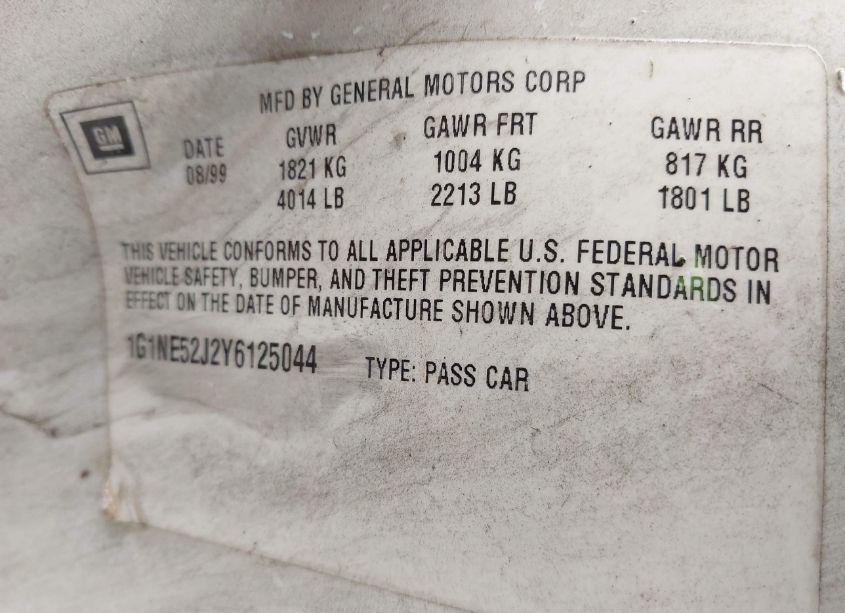 MFD BY GENERAL MOTORS CORP
GM
DATE GVWR GAWR FRT GAWR RR
08/99 1821 KG 1004 KG 817 KG
4014 LB 2213 LB 1801 LB
THIS VEHICLE CONFORMS TO ALL APPLICABLE U.S. FEDERAL MOTOR
VEHICLE SAFETY, BUMPER, AND THEFT PREVENTION STANDARDS IN
EFFECT ON THE DATE OF MANUFACTURE SHOWN ABOVE.
1G1NE52J2Y6125044 TYPE: PASS CAR